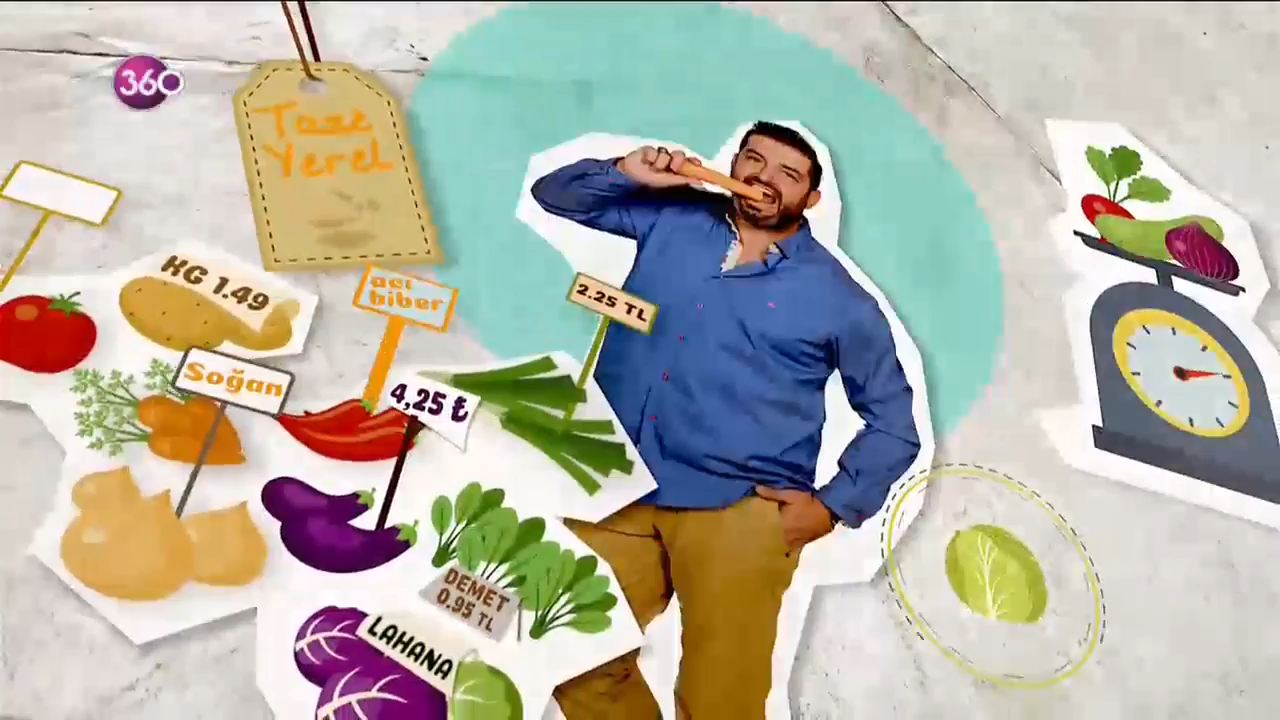 360
Taze
Yerel
KG 1.49
acı
biber
2.25 TL
Soğan
4,25 ₺
DEMET
0.95 TL
LAHANA